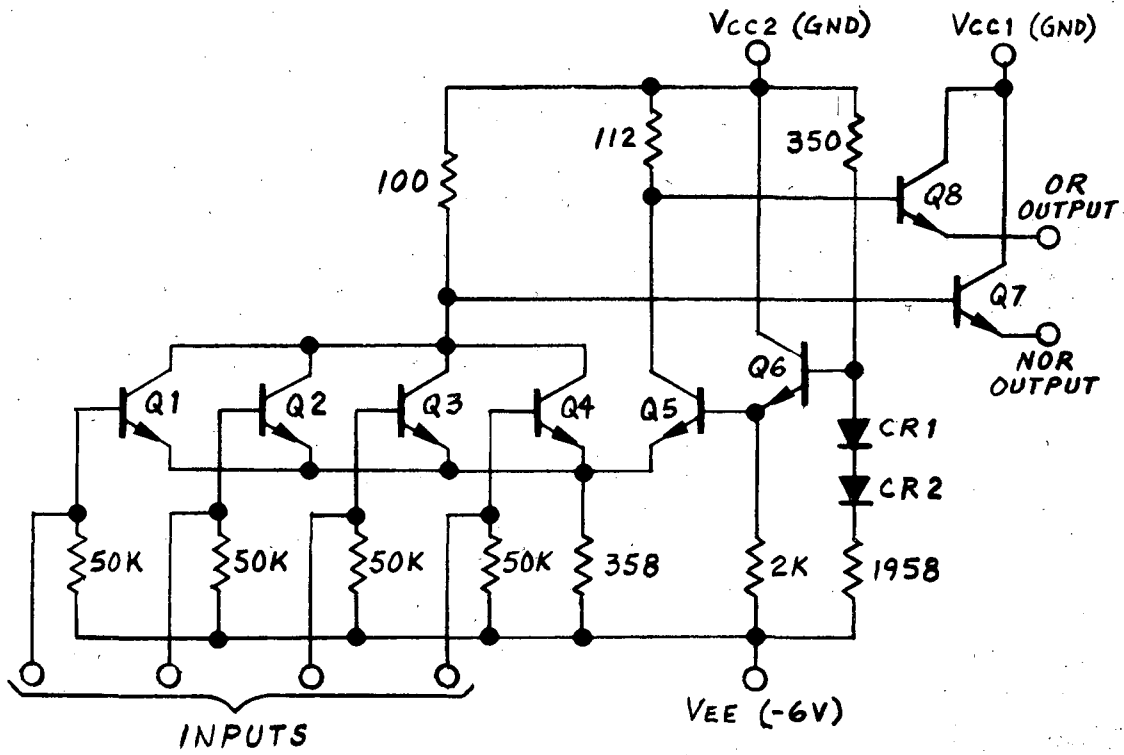 VCC2 (GND)
VCC1 (GND)
100
112
350
Q8
OR
OUTPUT
Q7
NOR
OUTPUT
Q1
Q2
Q3
Q4
Q5
Q6
CR1
CR2
50K
50K
50K
50K
358
2K
1958
INPUTS
VEE (-6V)